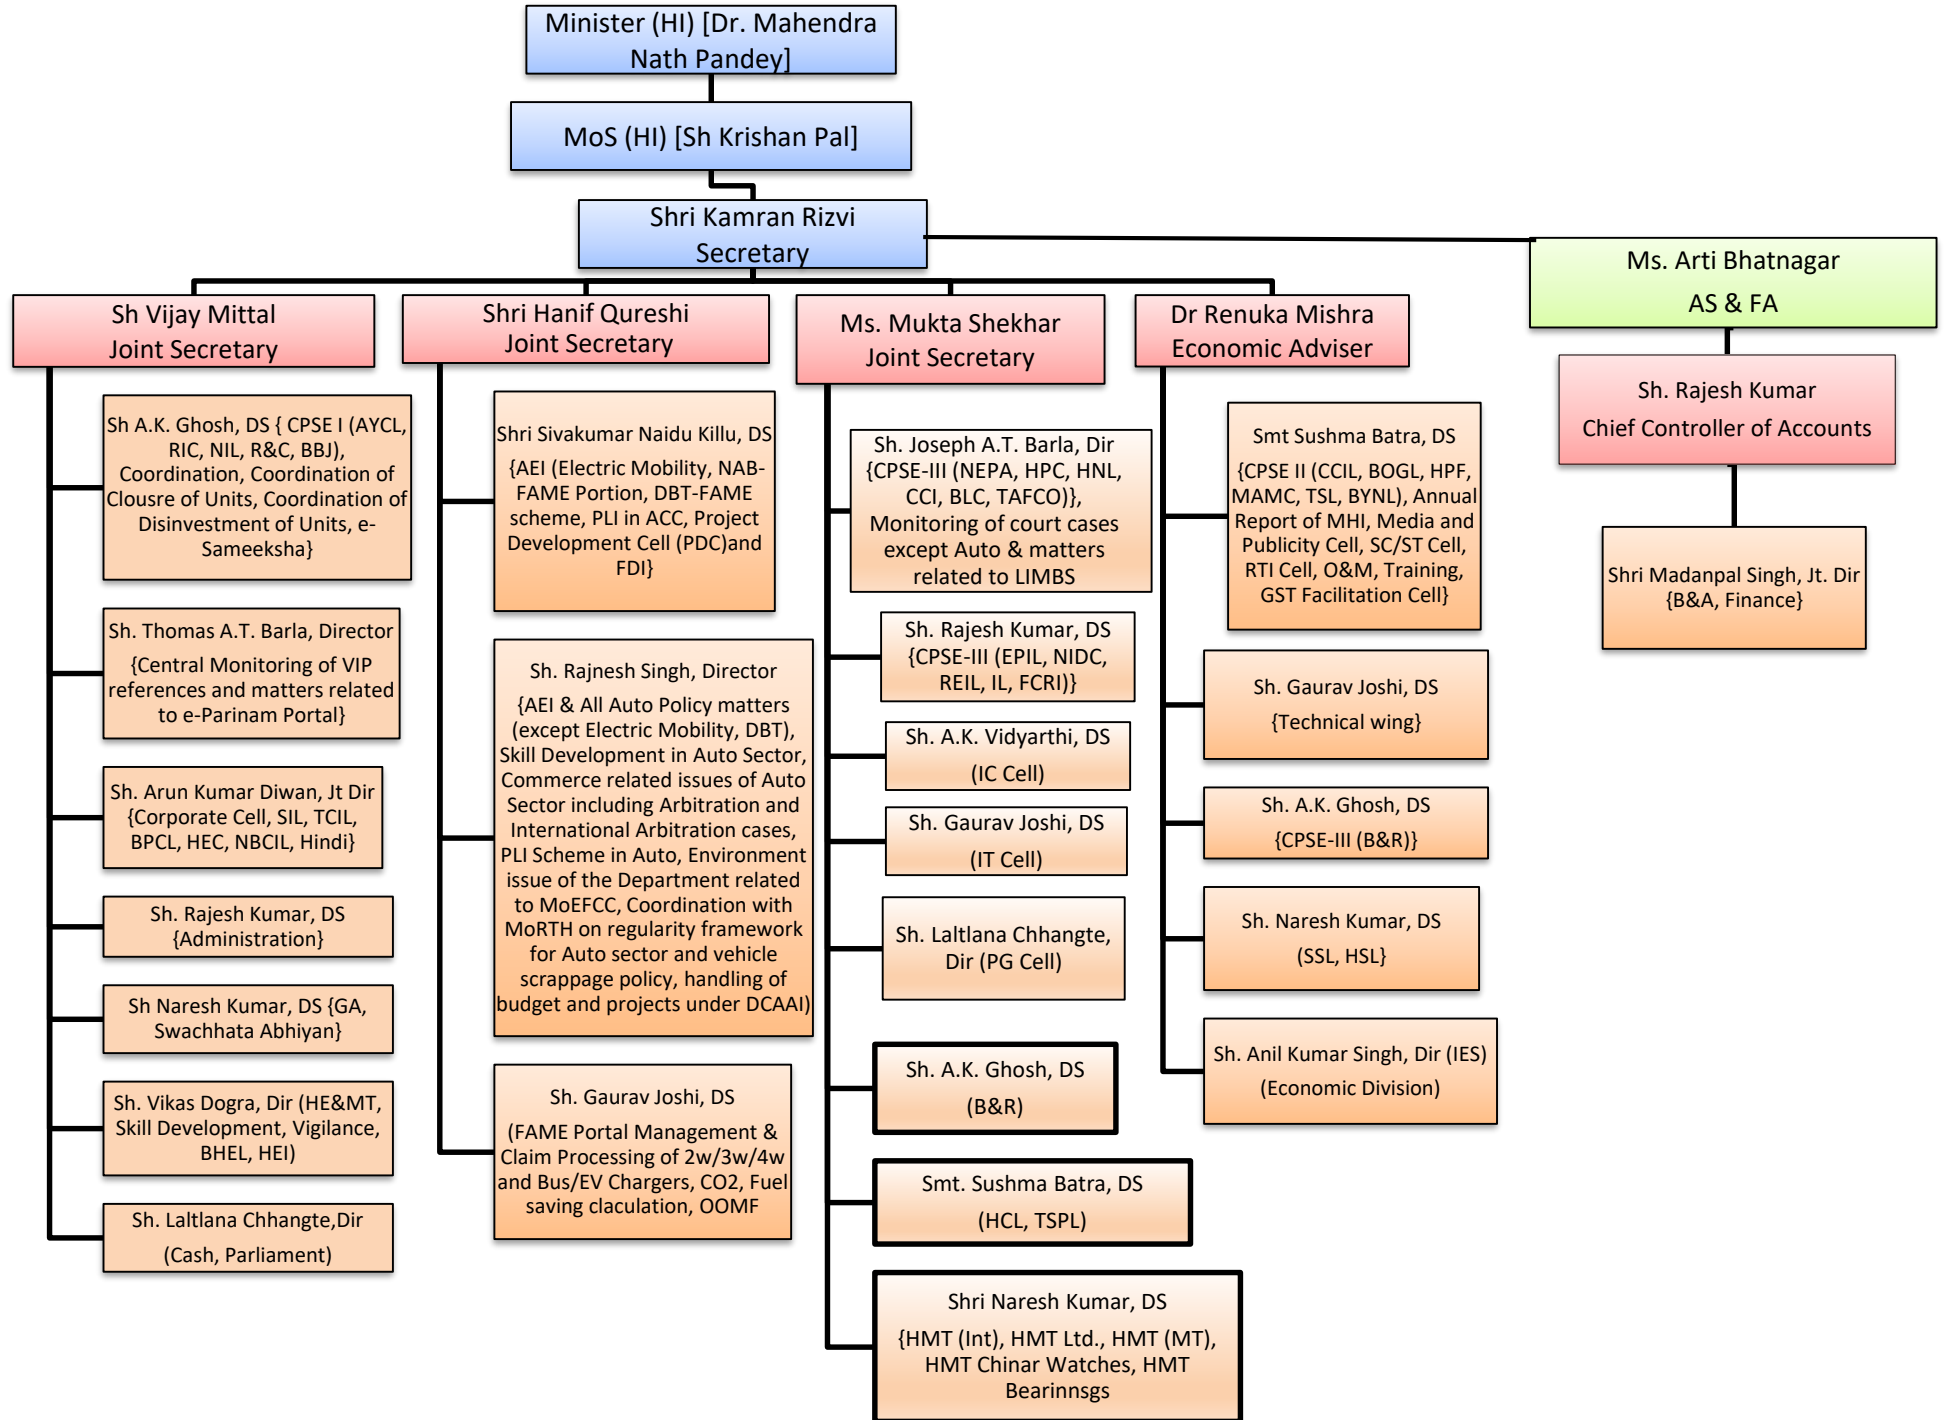 Minister (HI) [Dr. Mahendra
Nath Pandey]
MoS (HI) [Sh Krishan Pal]
Shri Kamran Rizvi
Secretary
Ms. Arti Bhatnagar
AS & FA
Sh. Rajesh Kumar
Chief Controller of Accounts
Shri Madanpal Singh, Jt. Dir
{B&A, Finance}
Sh Vijay Mittal
Joint Secretary
Sh A.K. Ghosh, DS { CPSE I (AYCL,
RIC, NIL, R&C, BBJ),
Coordination, Coordination of
Clousre of Units, Coordination of
Disinvestment of Units, e-
Sameeksha}
Sh. Thomas A.T. Barla, Director
{Central Monitoring of VIP
references and matters related
to e-Parinam Portal}
Sh. Arun Kumar Diwan, Jt Dir
{Corporate Cell, SIL, TCIL,
BPCL, HEC, NBCIL, Hindi}
Sh. Rajesh Kumar, DS
{Administration}
Sh Naresh Kumar, DS {GA,
Swachhata Abhiyan}
Sh. Vikas Dogra, Dir (HE&MT,
Skill Development, Vigilance,
BHEL, HEI)
Sh. Laltlana Chhangte,Dir
(Cash, Parliament)
Shri Hanif Qureshi
Joint Secretary
Shri Sivakumar Naidu Killu, DS
{AEI (Electric Mobility, NAB-
FAME Portion, DBT-FAME
scheme, PLI in ACC, Project
Development Cell (PDC)and
FDI}
Sh. Rajnesh Singh, Director
{AEI & All Auto Policy matters
(except Electric Mobility, DBT),
Skill Development in Auto Sector,
Commerce related issues of Auto
Sector including Arbitration and
International Arbitration cases,
PLI Scheme in Auto, Environment
issue of the Department related
to MoEFCC, Coordination with
MoRTH on regularity framework
for Auto sector and vehicle
scrappage policy, handling of
budget and projects under DCAAI)
Sh. Gaurav Joshi, DS
(FAME Portal Management &
Claim Processing of 2w/3w/4w
and Bus/EV Chargers, CO2, Fuel
saving claculation, OOMF
Ms. Mukta Shekhar
Joint Secretary
Sh. Joseph A.T. Barla, Dir
{CPSE-III (NEPA, HPC, HNL,
CCI, BLC, TAFCO)},
Monitoring of court cases
except Auto & matters
related to LIMBS
Sh. Rajesh Kumar, DS
{CPSE-III (EPIL, NIDC,
REIL, IL, FCRI)}
Sh. A.K. Vidyarthi, DS
(IC Cell)
Sh. Gaurav Joshi, DS
(IT Cell)
Sh. Laltlana Chhangte,
Dir (PG Cell)
Sh. A.K. Ghosh, DS
(B&R)
Smt. Sushma Batra, DS
(HCL, TSPL)
Shri Naresh Kumar, DS
{HMT (Int), HMT Ltd., HMT (MT),
HMT Chinar Watches, HMT
Bearinnsgs
Dr Renuka Mishra
Economic Adviser
Smt Sushma Batra, DS
{CPSE II (CCIL, BOGL, HPF,
MAMC, TSL, BYNL), Annual
Report of MHI, Media and
Publicity Cell, SC/ST Cell,
RTI Cell, O&M, Training,
GST Facilitation Cell}
Sh. Gaurav Joshi, DS
{Technical wing}
Sh. A.K. Ghosh, DS
{CPSE-III (B&R)}
Sh. Naresh Kumar, DS
(SSL, HSL}
Sh. Anil Kumar Singh, Dir (IES)
(Economic Division)